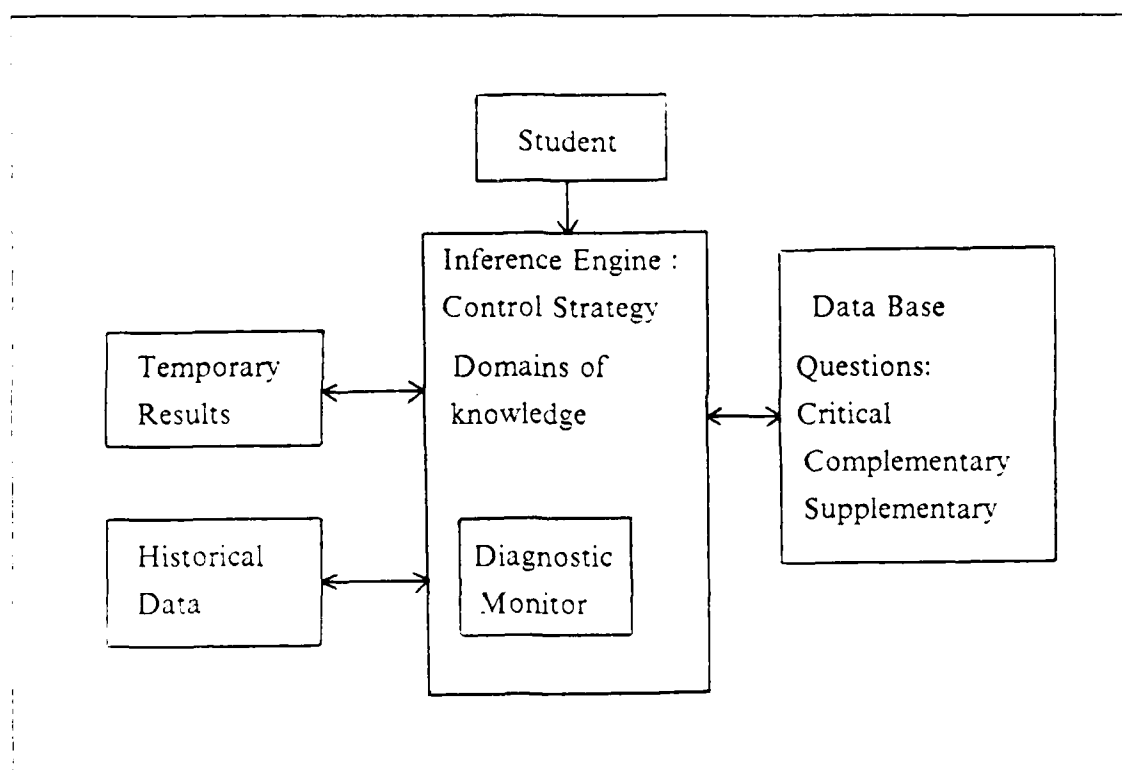 Student
Inference Engine :
Control Strategy
Domains of
knowledge
Diagnostic
Monitor
Temporary
Results
Historical
Data
Data Base
Questions:
Critical
Complementary
Supplementary